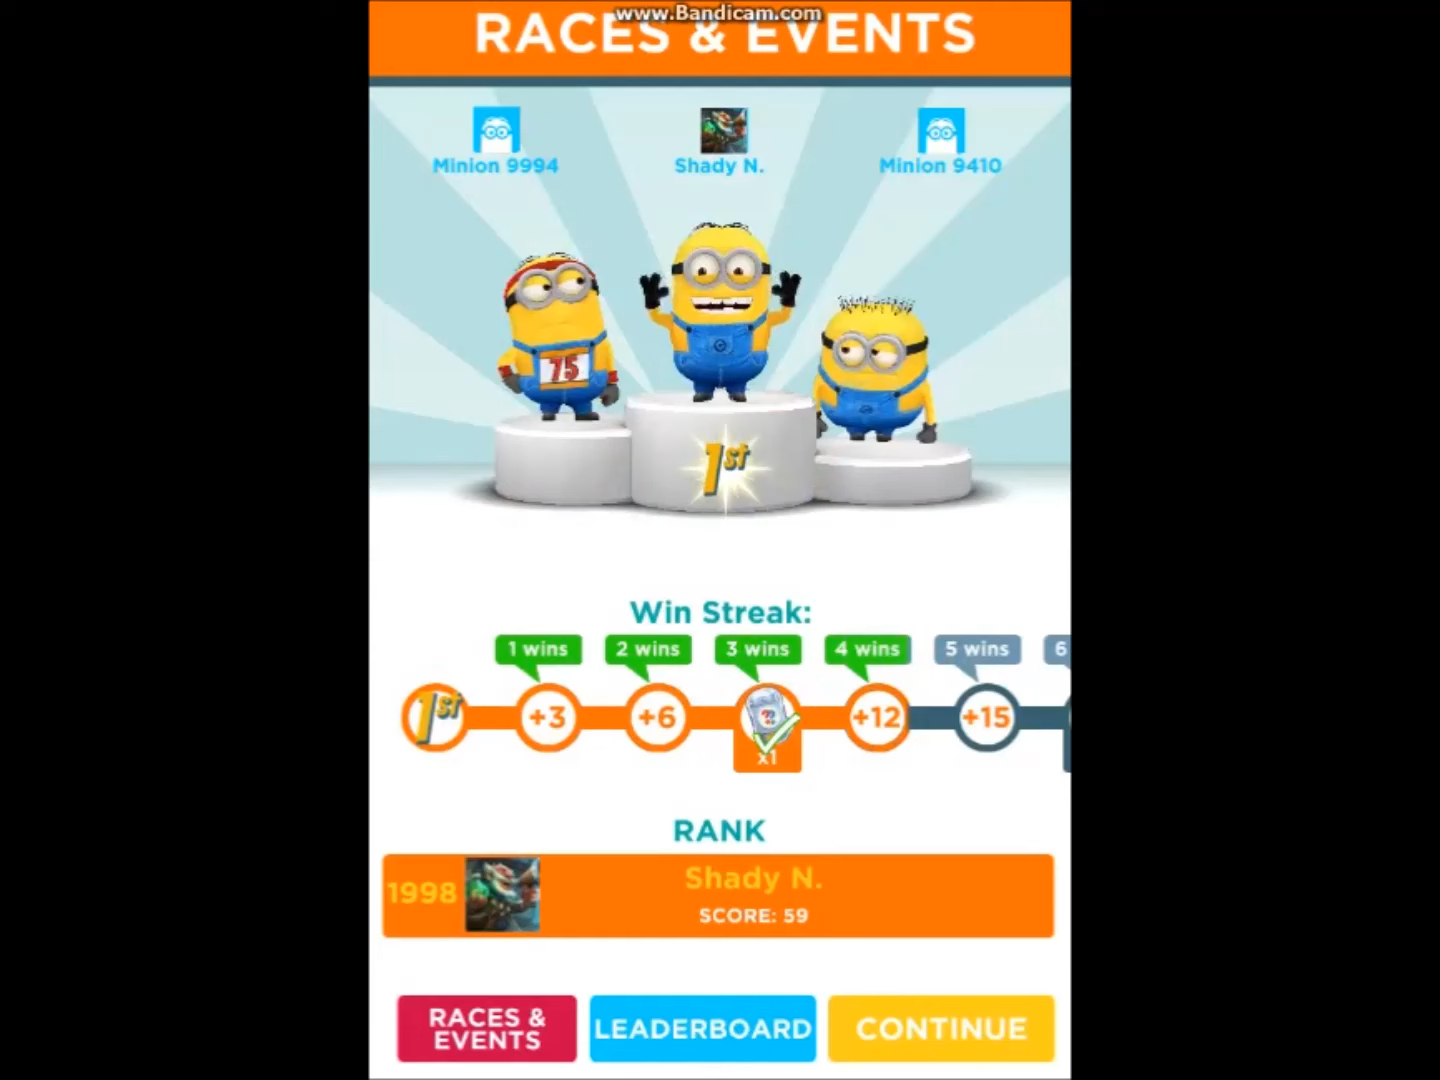 www.Bandicam.com
RACES & EVENTS
Minion 9994
Shady N.
Minion 9410
75
1st
Win Streak:
1 wins
2 wins
3 wins
4 wins
5 wins
6
1st
+3
+6
x1
+12
+15
RANK
1998
Shady N.
SCORE: 59
RACES &
EVENTS
LEADERBOARD
CONTINUE